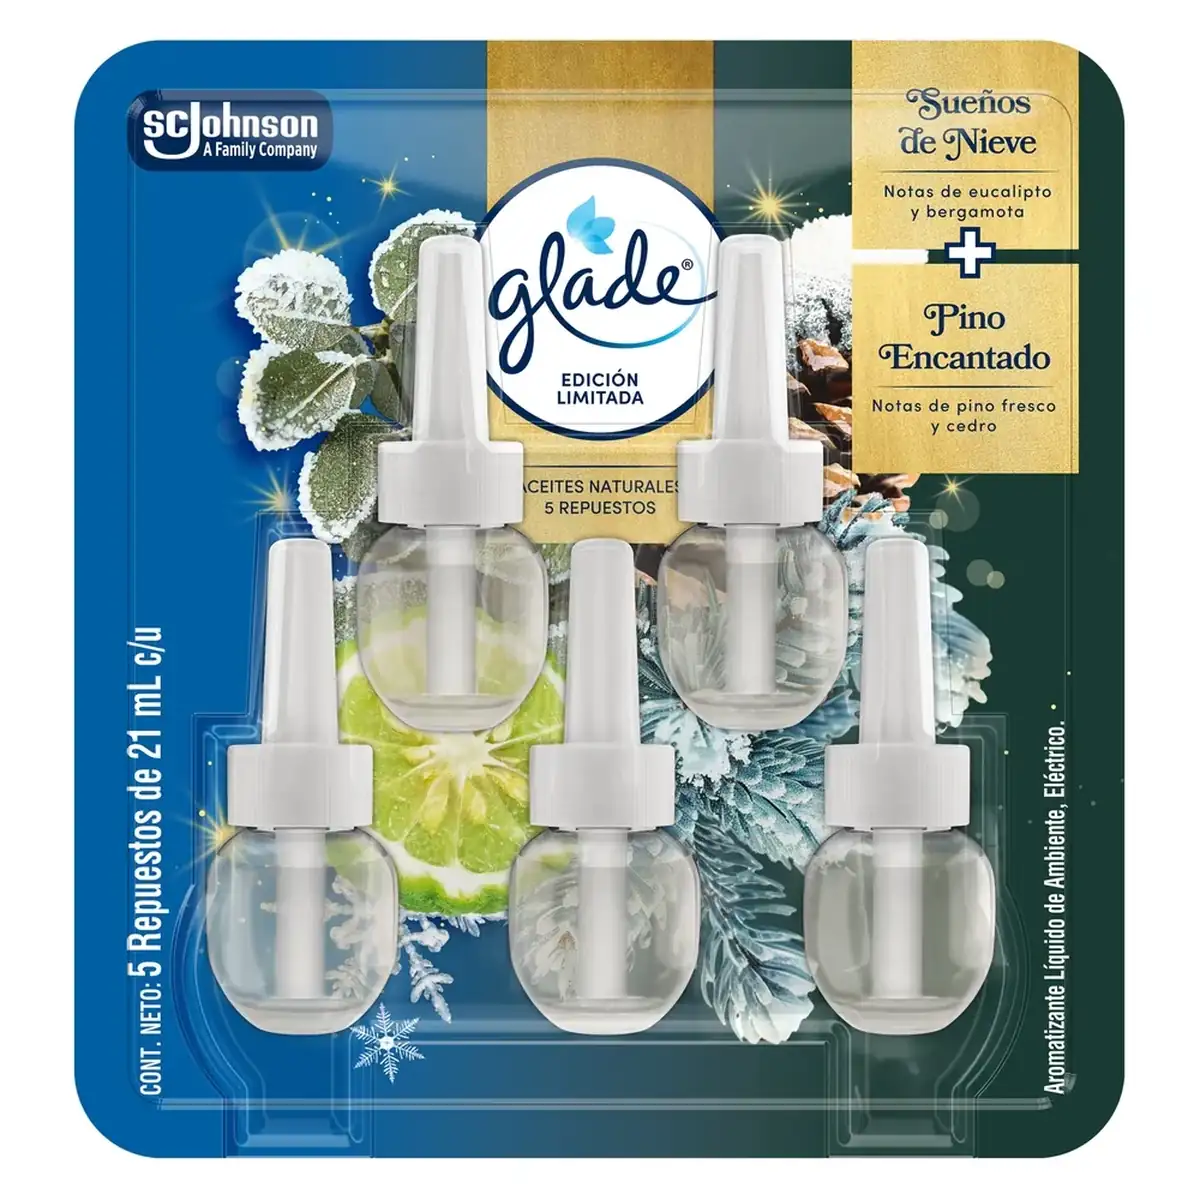 SC Johnson
A Family Company
glade®
EDICIÓN
LIMITADA
ACEITES NATURALES
5 REPUESTOS
Sueños
de Nieve
Notas de eucalipto
y bergamota
+
Pino
Encantado
Notas de pino fresco
y cedro
CONT. NETO: 5 Repuestos de 21 mL c/u
Aromatizante Líquido de Ambiente, Eléctrico.